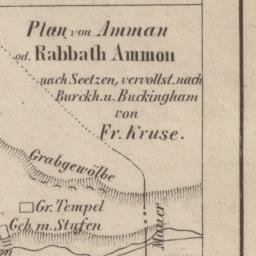 Plan von Amman
od. Rabbath Ammon
nach Seetzen, vervollst. nach
Burckh. u. Buckingham
von
Fr. Kruse.
Grabgewölbe
Gr. Tempel
Geb. m. Stufen
Mauer